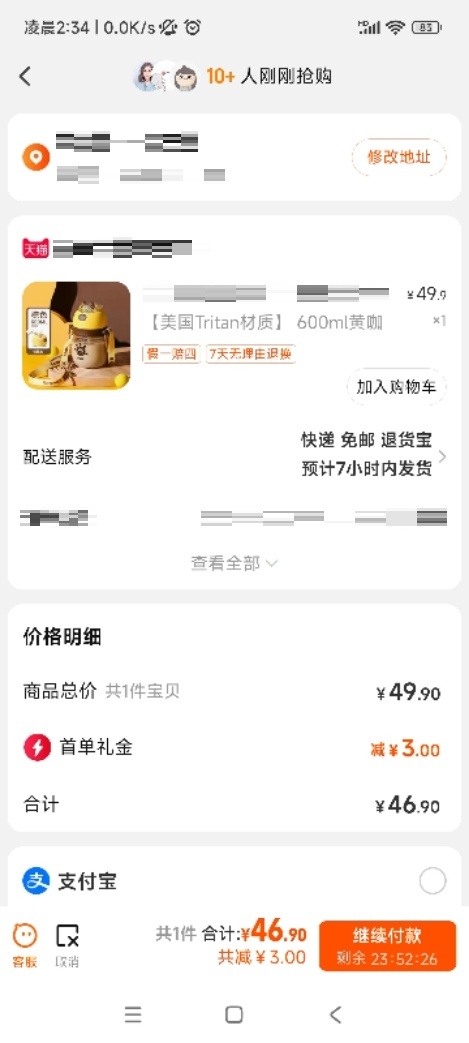 凌晨2:34 | 0.0K/s
83
10+ 人刚刚抢购
修改地址
天猫
¥49.9
【美国Tritan材质】 600ml黄咖
×1
假一赔四 7天无理由退换
加入购物车
配送服务
快递 免邮 退货宝
预计7小时内发货
查看全部
价格明细
商品总价 共1件宝贝 ¥49.90
首单礼金 减¥3.00
合计 ¥46.90
支 支付宝
客服
取消
共1件 合计:¥46.90
共减¥3.00
继续付款
剩余 23:52:26